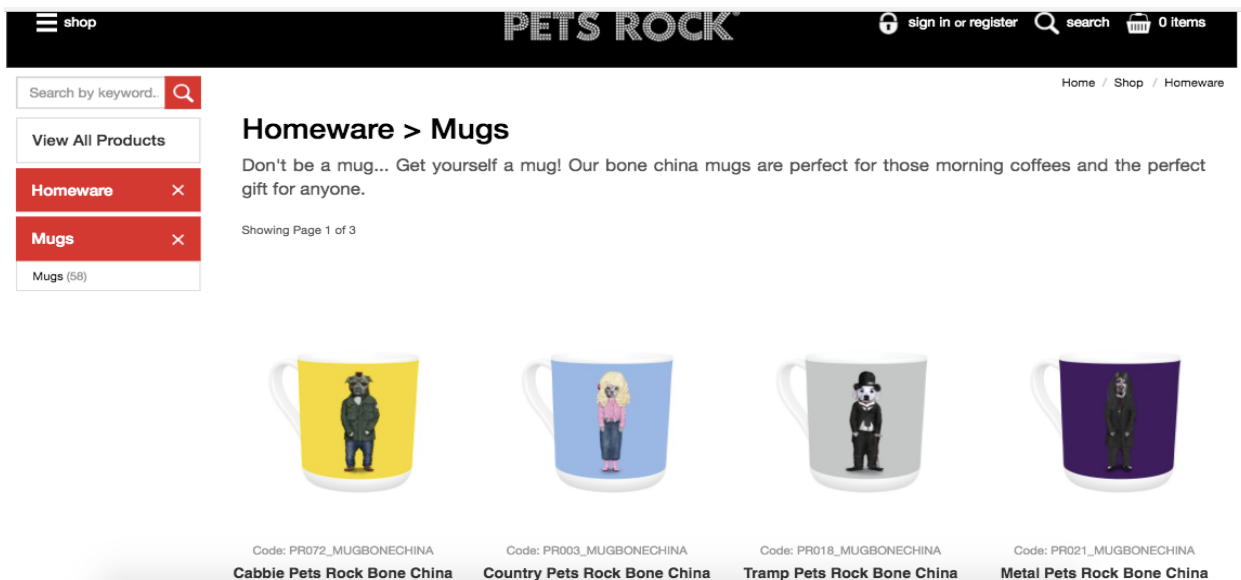 shop
PETS ROCK
sign in or register
search
0 items
Search by keyword..
Home / Shop / Homeware
View All Products
Homeware
Mugs
Mugs (58)
Homeware > Mugs
Don't be a mug... Get yourself a mug! Our bone china mugs are perfect for those morning coffees and the perfect
gift for anyone.
Showing Page 1 of 3
Code: PR072_MUGBONECHINA
Cabbie Pets Rock Bone China
Code: PR003_MUGBONECHINA
Country Pets Rock Bone China
Code: PR018_MUGBONECHINA
Tramp Pets Rock Bone China
Code: PR021_MUGBONECHINA
Metal Pets Rock Bone China